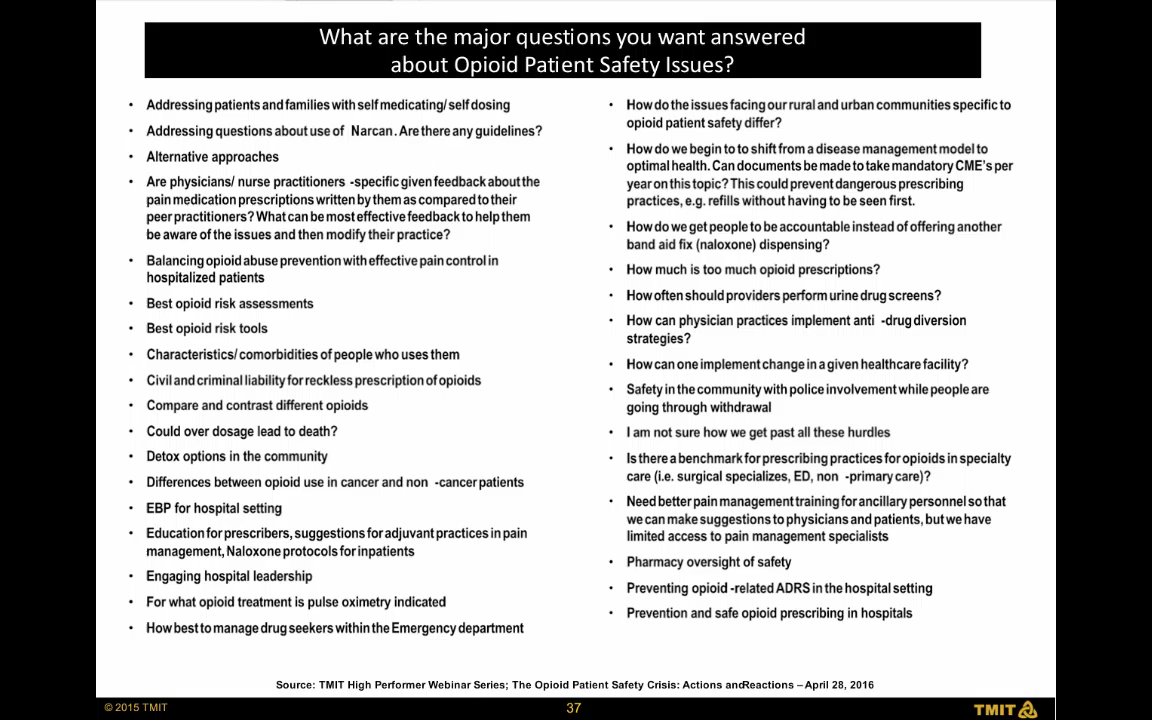 What are the major questions you want answered
about Opioid Patient Safety Issues?
• Addressing patients and families with self medicating/ self dosing
• Addressing questions about use of Narcan. Are there any guidelines?
• Alternative approaches
• Are physicians/ nurse practitioners -specific given feedback about the
pain medication prescriptions written by them as compared to their
peer practitioners? What can be most effective feedback to help them
be aware of the issues and then modify their practice?
• Balancing opioid abuse prevention with effective pain control in
hospitalized patients
• Best opioid risk assessments
• Best opioid risk tools
• Characteristics/ comorbidities of people who uses them
• Civil and criminal liability for reckless prescription of opioids
• Compare and contrast different opioids
• Could over dosage lead to death?
• Detox options in the community
• Differences between opioid use in cancer and non -cancer patients
• EBP for hospital setting
• Education for prescribers, suggestions for adjuvant practices in pain
management, Naloxone protocols for inpatients
• Engaging hospital leadership
• For what opioid treatment is pulse oximetry indicated
• How best to manage drug seekers within the Emergency department
• How do the issues facing our rural and urban communities specific to
opioid patient safety differ?
• How do we begin to to shift from a disease management model to
optimal health. Can documents be made to take mandatory CME's per
year on this topic? This could prevent dangerous prescribing
practices, e.g. refills without having to be seen first.
• How do we get people to be accountable instead of offering another
band aid fix (naloxone) dispensing?
• How much is too much opioid prescriptions?
• How often should providers perform urine drug screens?
• How can physician practices implement anti -drug diversion
strategies?
• How can one implement change in a given healthcare facility?
• Safety in the community with police involvement while people are
going through withdrawal
• I am not sure how we get past all these hurdles
• Is there a benchmark for prescribing practices for opioids in specialty
care (i.e. surgical specializes, ED, non -primary care)?
• Need better pain management training for ancillary personnel so that
we can make suggestions to physicians and patients, but we have
limited access to pain management specialists
• Pharmacy oversight of safety
• Preventing opioid -related ADRS in the hospital setting
• Prevention and safe opioid prescribing in hospitals
Source: TMIT High Performer Webinar Series; The Opioid Patient Safety Crisis: Actions and Reactions – April 28, 2016
© 2015 TMIT
37
TMIT